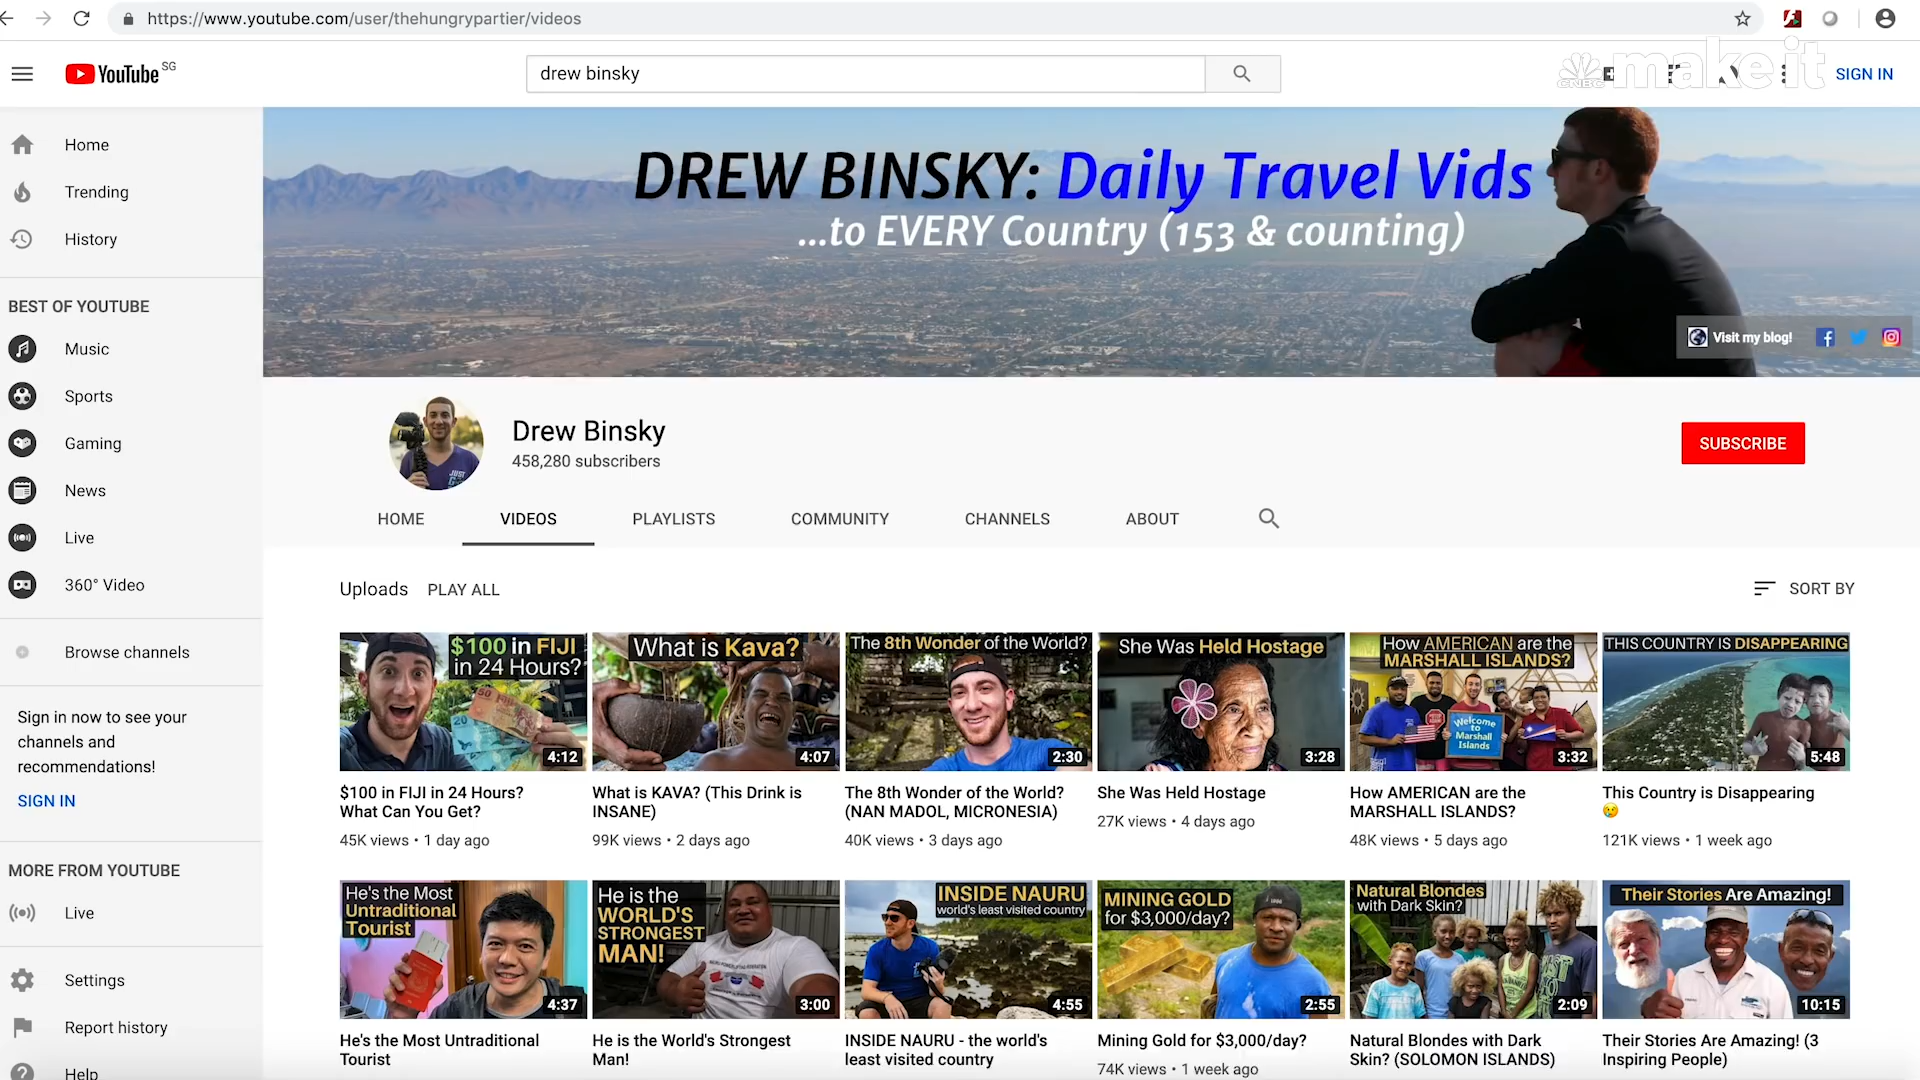 https://www.youtube.com/user/thehungrypartier/videos
YouTube SG
drew binsky
CNBC make it
SIGN IN
Home
Trending
History
BEST OF YOUTUBE
Music
Sports
Gaming
News
Live
360° Video
Browse channels
Sign in now to see your
channels and
recommendations!
SIGN IN
MORE FROM YOUTUBE
Live
Settings
Report history
Help
DREW BINSKY: Daily Travel Vids
...to EVERY Country (153 & counting)
Visit my blog!
Drew Binsky
458,280 subscribers
SUBSCRIBE
HOME VIDEOS PLAYLISTS COMMUNITY CHANNELS ABOUT
Uploads PLAY ALL
SORT BY
$100 in FIJI
in 24 Hours?
4:12
$100 in FIJI in 24 Hours?
What Can You Get?
45K views • 1 day ago
What is Kava?
4:07
What is KAVA? (This Drink is
INSANE)
99K views • 2 days ago
The 8th Wonder of the World?
2:30
The 8th Wonder of the World?
(NAN MADOL, MICRONESIA)
40K views • 3 days ago
She Was Held Hostage
3:28
She Was Held Hostage
27K views • 4 days ago
How AMERICAN are the
MARSHALL ISLANDS?
Welcome
to
Marshall
Islands
3:32
How AMERICAN are the
MARSHALL ISLANDS?
48K views • 5 days ago
THIS COUNTRY IS DISAPPEARING
5:48
This Country is Disappearing
😢
121K views • 1 week ago
He's the Most
Untraditional
Tourist
4:37
He's the Most Untraditional
Tourist
He is the
WORLD'S
STRONGEST
MAN!
3:00
He is the World's Strongest
Man!
INSIDE NAURU
world's least visited country
4:55
INSIDE NAURU - the world's
least visited country
MINING GOLD
for $3,000/day?
2:55
Mining Gold for $3,000/day?
74K views • 1 week ago
Natural Blondes
with Dark Skin?
2:09
Natural Blondes with Dark
Skin? (SOLOMON ISLANDS)
Their Stories Are Amazing!
10:15
Their Stories Are Amazing! (3
Inspiring People)